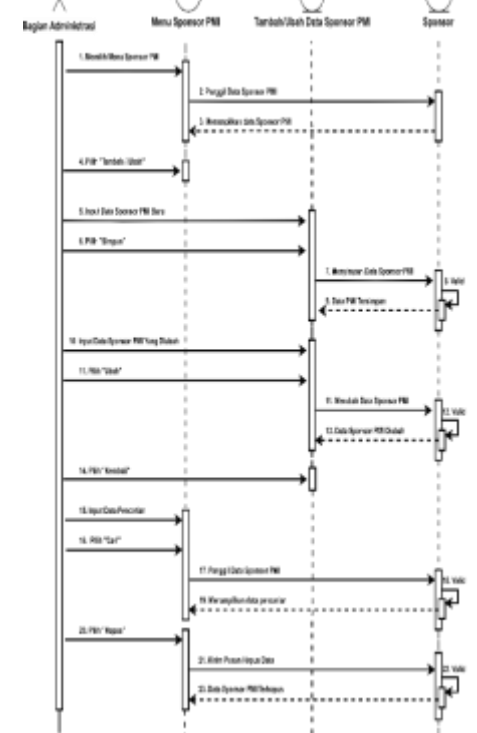 Bagian Administrasi
Menu Sponsor PMI
Tambah/Ubah Data Sponsor PMI
Sponsor
1. Memilih Menu Sponsor PMI
2. Panggil Data Sponsor PMI
3. Menampilkan data Sponsor PMI
4. Pilih "Tambah / Ubah"
5. Input Data Sponsor PMI Baru
6. Pilih "Simpan"
7. Menyimpan Data Sponsor PMI
8. Valid
9. Data PMI Tersimpan
10. Input Data Sponsor PMI Yang Diubah
11. Pilih "Ubah"
11. Merubah Data Sponsor PMI
12. Valid
13. Data Sponsor PMI Diubah
14. Pilih "Kembali"
15. Input Data Pencarian
16. Pilih "Cari"
17. Panggil Data Sponsor PMI
18. Valid
19. Menampilkan data pencarian
20. Pilih "Hapus"
21. Kirim Pesan Hapus Data
22. Valid
23. Data Sponsor PMI Terhapus